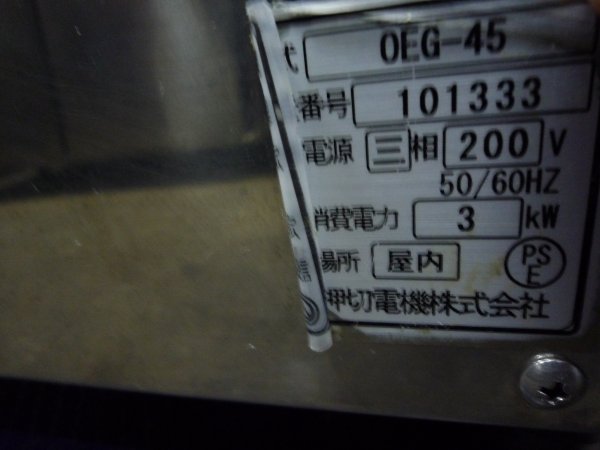 式 OEG-45
番号 101333
電源 三相 200 V
50/60HZ
消費電力 3 kW
場所 屋内 PSE
押切電機株式会社